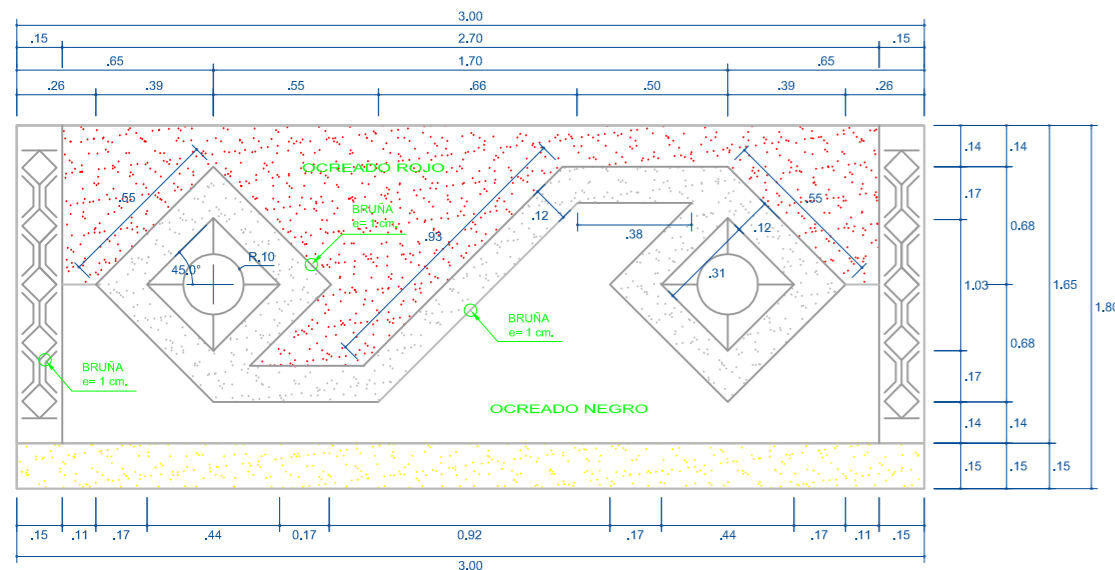 3.00
.15 2.70 .15
.65 1.70 .65
.26 .39 .55 .66 .50 .39 .26
OCREADO ROJO
.55
BRUÑA
e= 1 cm.
.93
.12
.38
.12
.55
45.0°
R.10
.31
BRUÑA
e= 1 cm.
BRUÑA
e= 1 cm.
OCREADO NEGRO
.14 .14
.17
0.68
1.03 1.65 1.80
0.68
.17
.14 .14
.15 .15 .15
.15 .11 .17 .44 0.17 0.92 .17 .44 .17 .11 .15
3.00